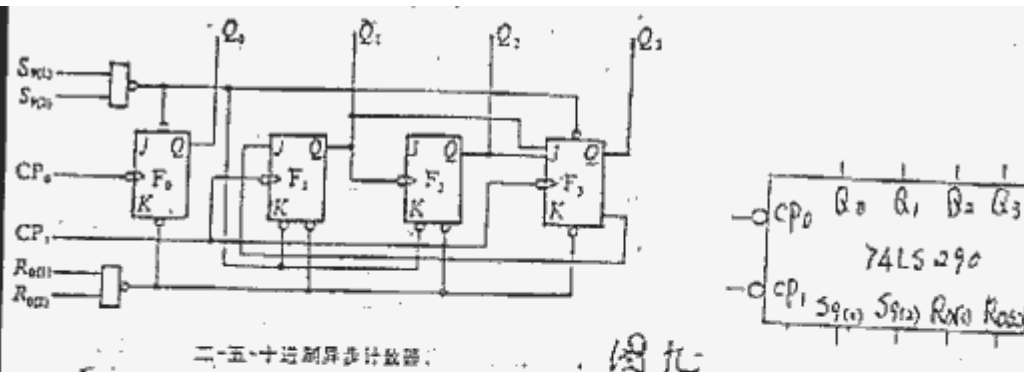 Q₀ Q₁ Q₂ Q₃
S₉₍₁₎
S₉₍₂₎
J Q J Q J Q J Q
CP₀ F₀ F₁ F₂ F₃
K K K K
CP₁
R₀₍₁₎
R₀₍₂₎
二-五-十进制异步计数器
CP₀ Q₀ Q₁ Q₂ Q₃
74LS290
CP₁ S₉₍₁₎ S₉₍₂₎ R₀₍₁₎ R₀₍₂₎